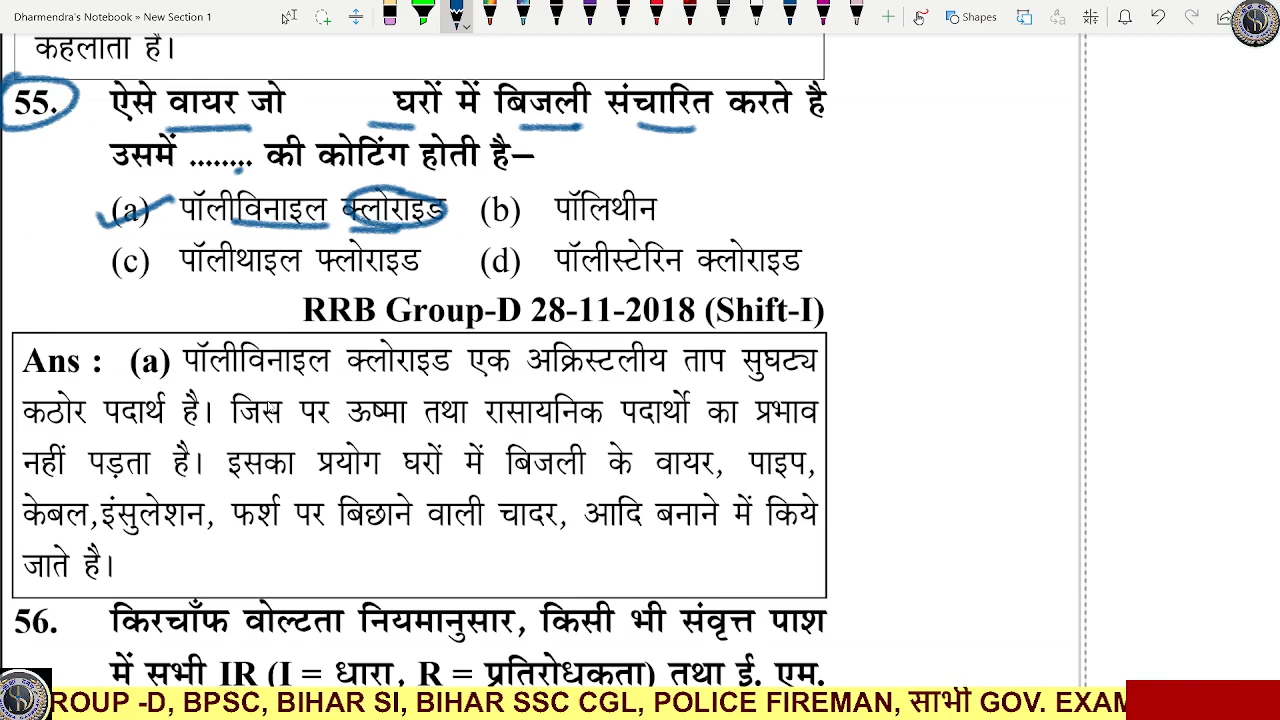 Dharmendra's Notebook » New Section 1
Shapes
कहलाता है।
55. ऐसे वायर जो घरों में बिजली संचारित करते है
उसमें ........ की कोटिंग होती है–
(a) पॉलीविनाइल क्लोराइड (b) पॉलिथीन
(c) पॉलीथाइल फ्लोराइड (d) पॉलीस्टेरिन क्लोराइड
RRB Group-D 28-11-2018 (Shift-I)
Ans : (a) पॉलीविनाइल क्लोराइड एक अक्रिस्टलीय ताप सुघट्य
कठोर पदार्थ है। जिस पर ऊष्मा तथा रासायनिक पदार्थो का प्रभाव
नहीं पड़ता है। इसका प्रयोग घरों में बिजली के वायर, पाइप,
केबल,इंसुलेशन, फर्श पर बिछाने वाली चादर, आदि बनाने में किये
जाते है।
56. किरचाँफ वोल्टता नियमानुसार, किसी भी संवृत्त पाश
में सभी IR (I = धारा, R = प्रतिरोधकता) तथा ई. एम.
ROUP -D, BPSC, BIHAR SI, BIHAR SSC CGL, POLICE FIREMAN, साभी GOV. EXAM